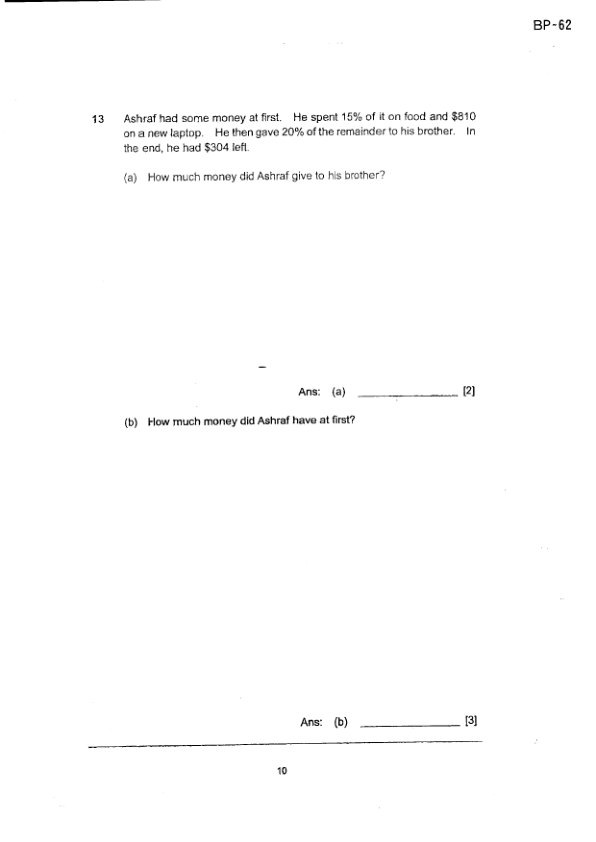 BP-62
13 Ashraf had some money at first. He spent 15% of it on food and $810
on a new laptop. He then gave 20% of the remainder to his brother. In
the end, he had $304 left.
(a) How much money did Ashraf give to his brother?
Ans: (a) ____________ [2]
(b) How much money did Ashraf have at first?
Ans: (b) ____________ [3]
10